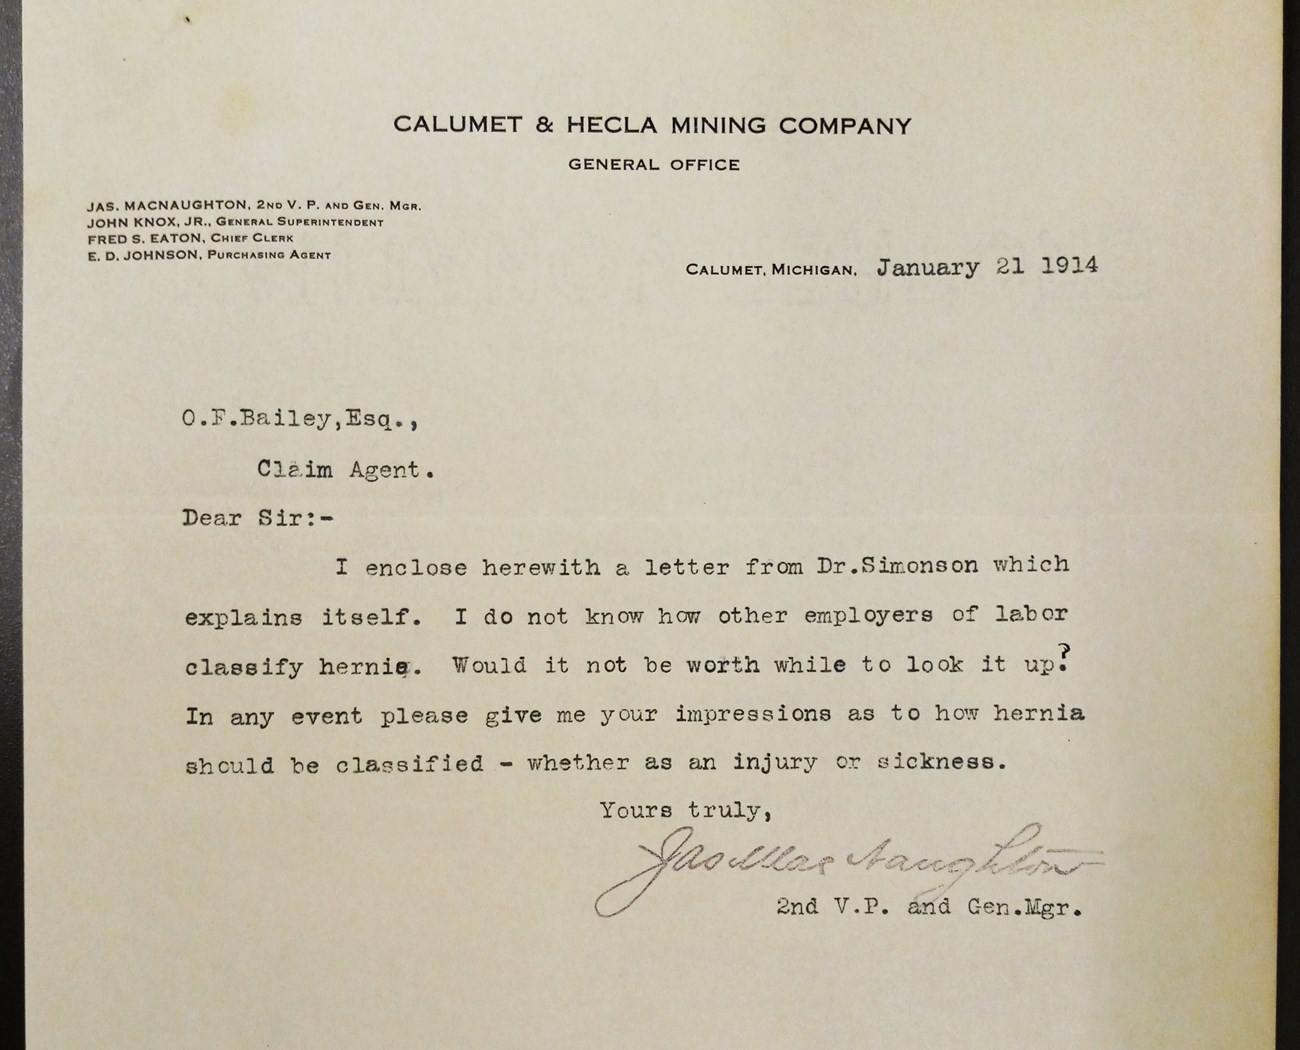 CALUMET & HECLA MINING COMPANY
GENERAL OFFICE
JAS. MACNAUGHTON, 2ND V. P. AND GEN. MGR.
JOHN KNOX, JR., GENERAL SUPERINTENDENT
FRED S. EATON, CHIEF CLERK
E. D. JOHNSON, PURCHASING AGENT
CALUMET, MICHIGAN, January 21 1914
O.F.Bailey,Esq.,
Claim Agent.
Dear Sir:-
I enclose herewith a letter from Dr.Simonson which
explains itself. I do not know how other employers of labor
classify hernia. Would it not be worth while to look it up?
In any event please give me your impressions as to how hernia
should be classified - whether as an injury or sickness.
Yours truly,
Jas MacNaughton
2nd V.P. and Gen.Mgr.